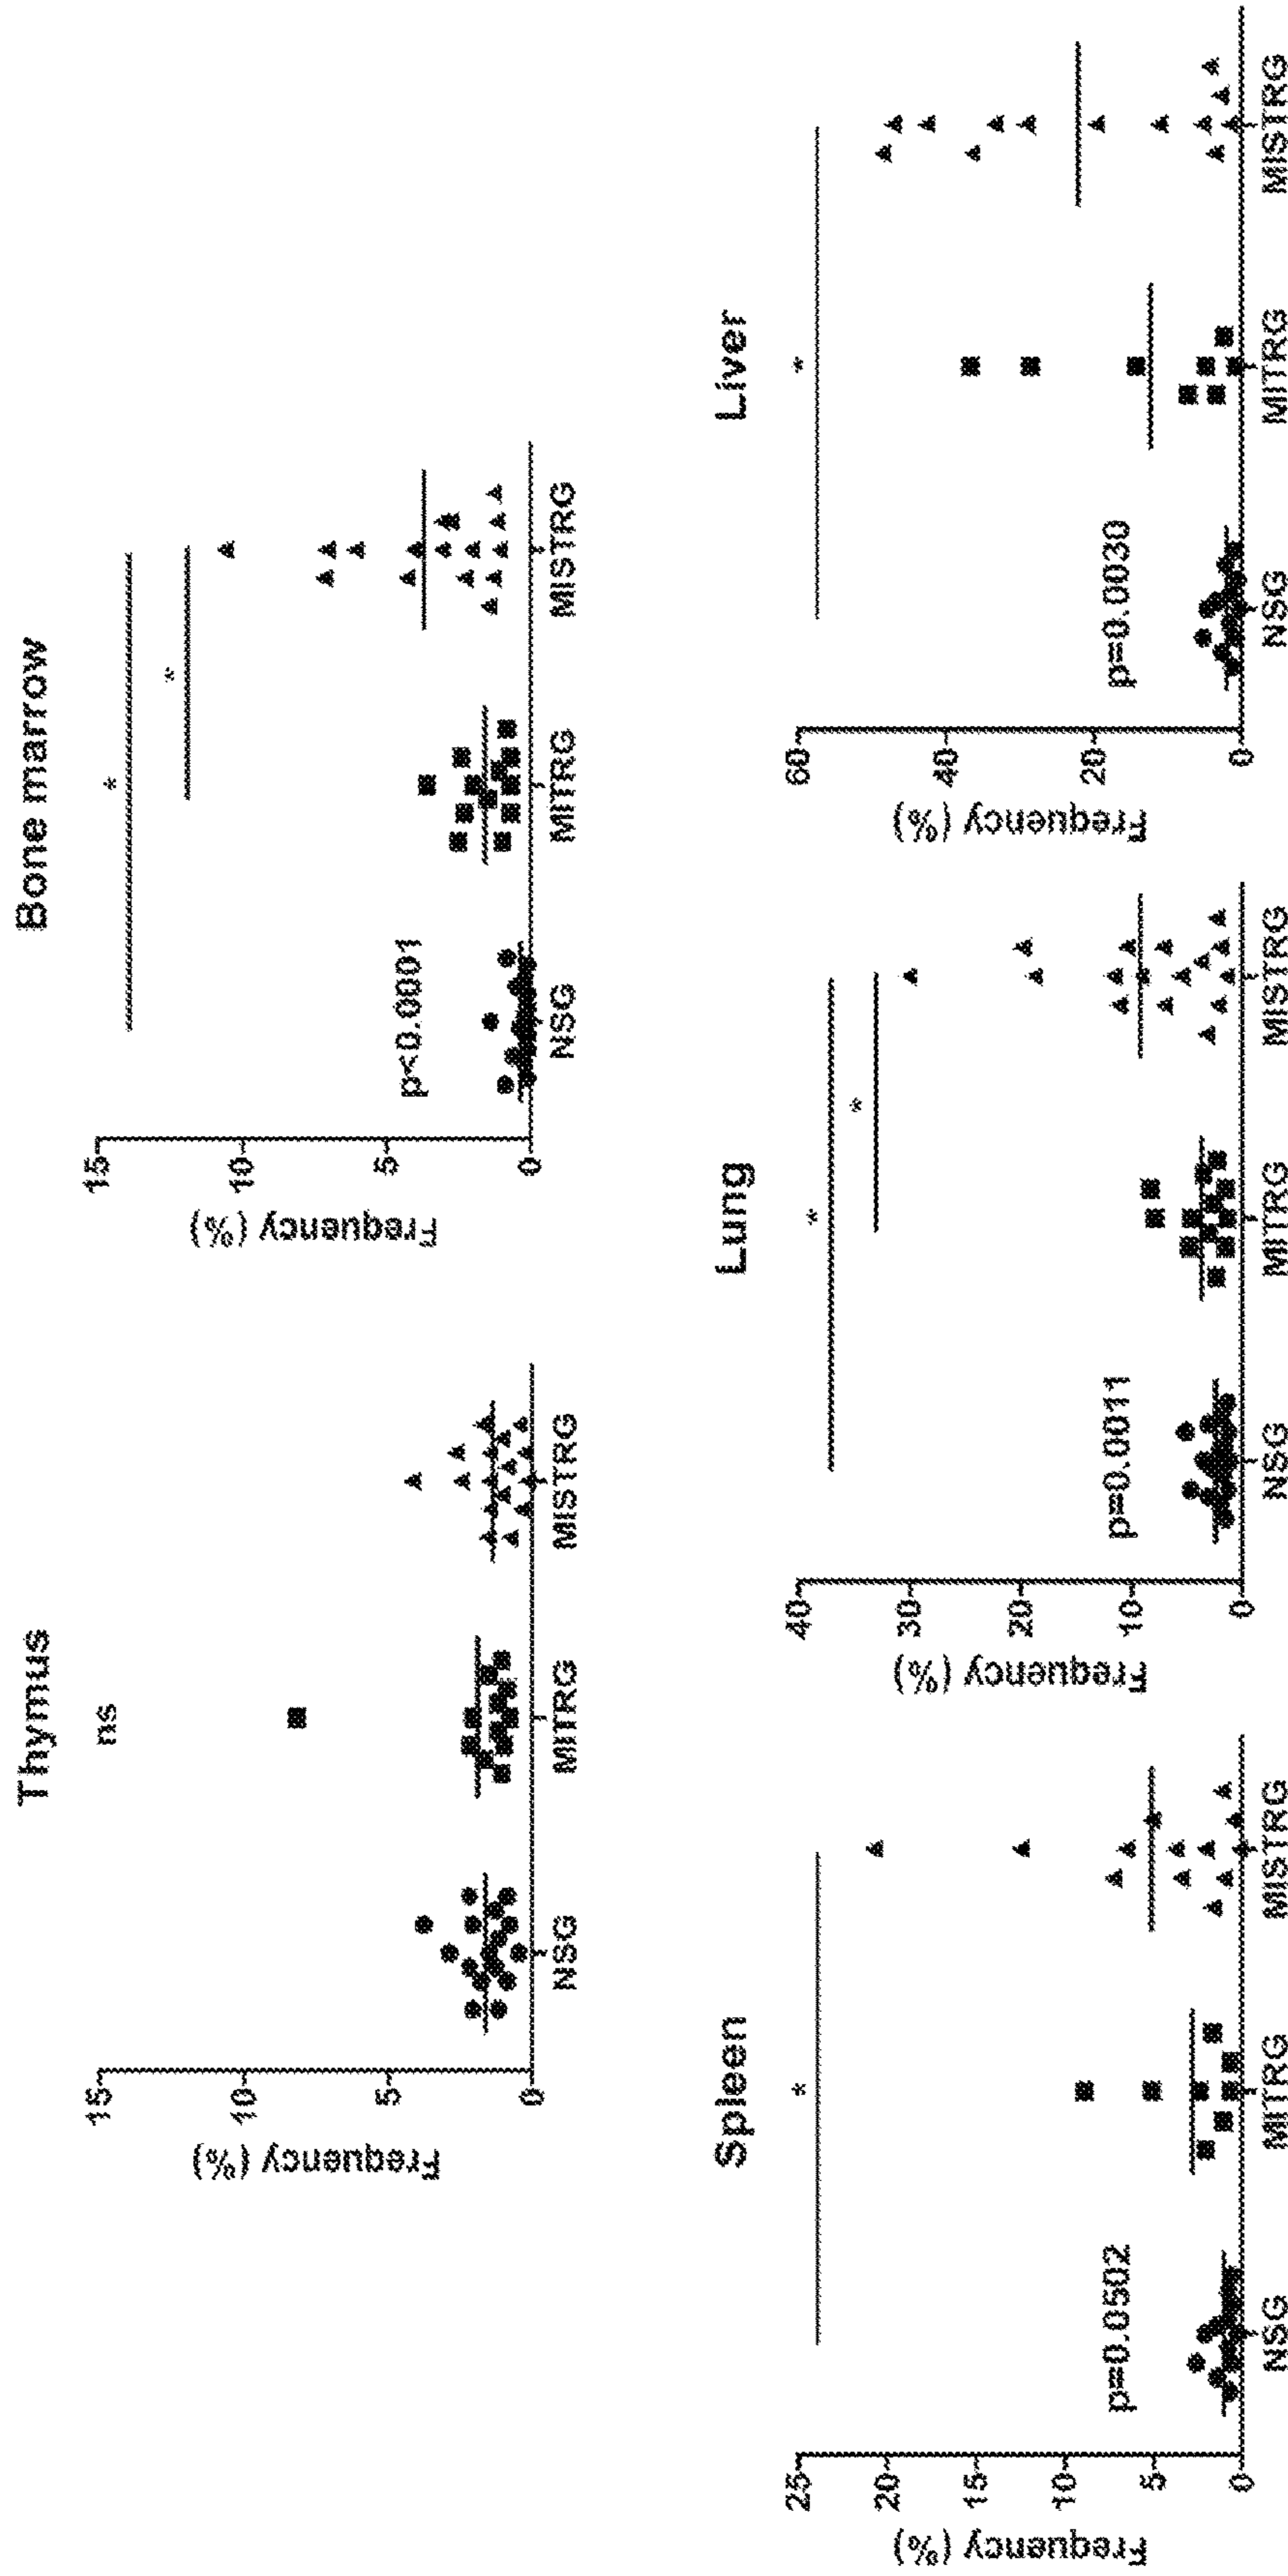 Thymus
ns
Frequency (%)
15
10
5
0
NSG
MITRG
MISTRG
Bone marrow
*
*
p<0.0001
Frequency (%)
15
10
5
0
NSG
MITRG
MISTRG
Spleen
*
p=0.0502
Frequency (%)
25
20
15
10
5
0
NSG
MITRG
MISTRG
Lung
*
*
p=0.0011
Frequency (%)
40
30
20
10
0
NSG
MITRG
MISTRG
Liver
*
p=0.0030
Frequency (%)
60
40
20
0
NSG
MITRG
MISTRG